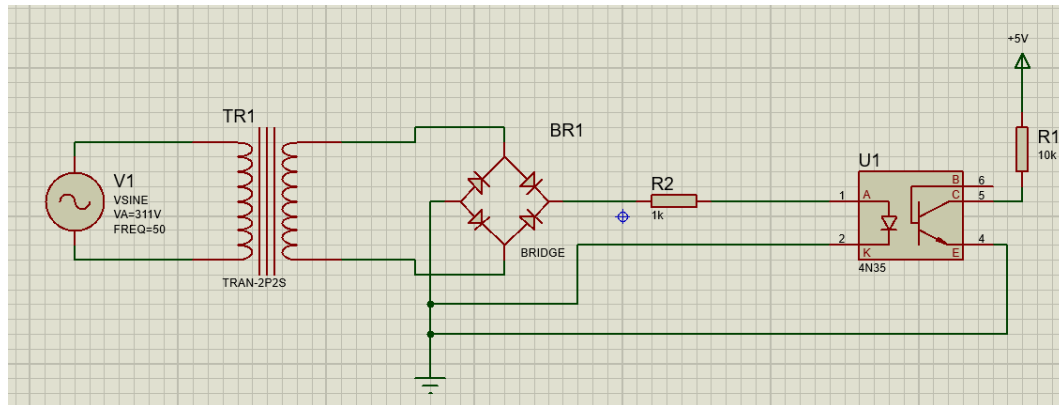 +5V
TR1
BR1
R1
10k
V1
VSINE
VA=311V
FREQ=50
R2
1k
U1
1
A
B
6
C
5
2
K
E
4
4N35
BRIDGE
TRAN-2P2S